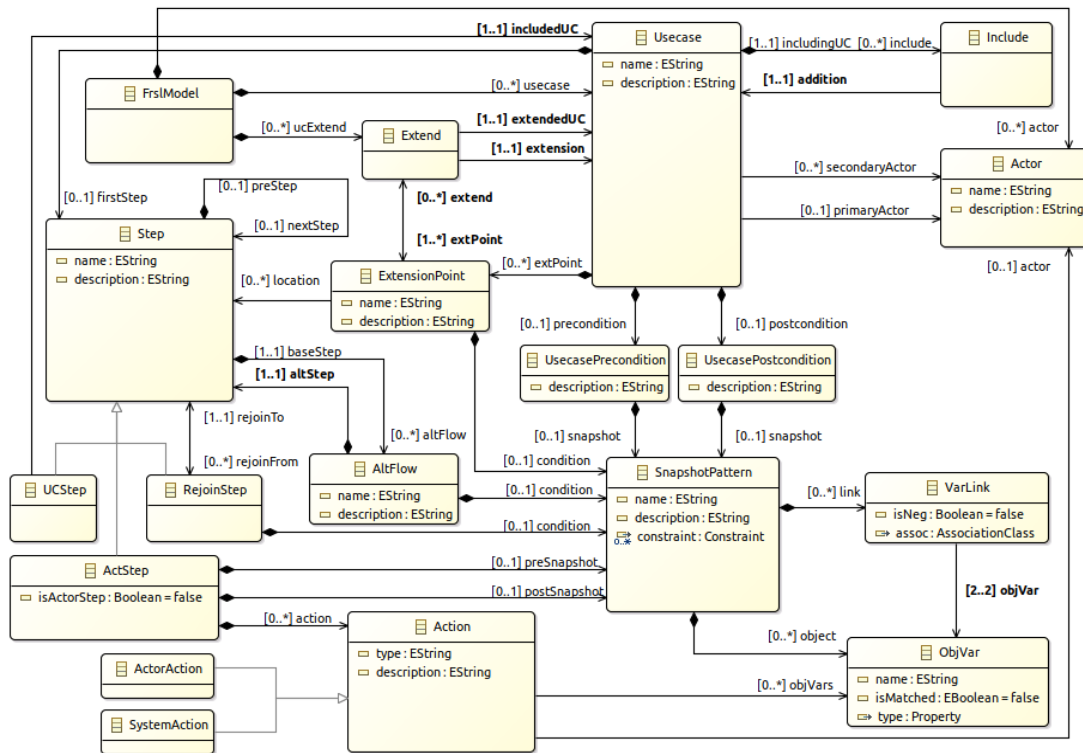 [1..1] includedUC
Usecase
name : EString
description : EString
[1..1] includingUC [0..*] include
Include
[1..1] addition
FrslModel
[0..*] usecase
[0..*] ucExtend
Extend
[1..1] extendedUC
[1..1] extension
[0..*] actor
Actor
name : EString
description : EString
[0..*] secondaryActor
[0..1] primaryActor
[0..1] actor
[0..1] firstStep
[0..1] preStep
[0..1] nextStep
[0..*] extend
[1..*] extPoint
Step
name : EString
description : EString
[0..*] location
ExtensionPoint
name : EString
description : EString
[0..*] extPoint
[0..1] precondition
[0..1] postcondition
UsecasePrecondition
description : EString
UsecasePostcondition
description : EString
[1..1] baseStep
[1..1] altStep
[1..1] rejoinTo
[0..*] altFlow
[0..*] rejoinFrom
[0..1] snapshot
[0..1] snapshot
UCStep
RejoinStep
AltFlow
name : EString
description : EString
[0..1] condition
[0..1] condition
[0..1] condition
SnapshotPattern
name : EString
description : EString
0..*
constraint : Constraint
[0..*] link
VarLink
isNeg : Boolean = false
assoc : AssociationClass
ActStep
isActorStep : Boolean = false
[0..1] preSnapshot
[0..1] postSnapshot
[0..*] action
[2..2] objVar
[0..*] object
Action
type : EString
description : EString
ActorAction
SystemAction
[0..*] objVars
ObjVar
name : EString
isMatched : EBoolean = false
type : Property